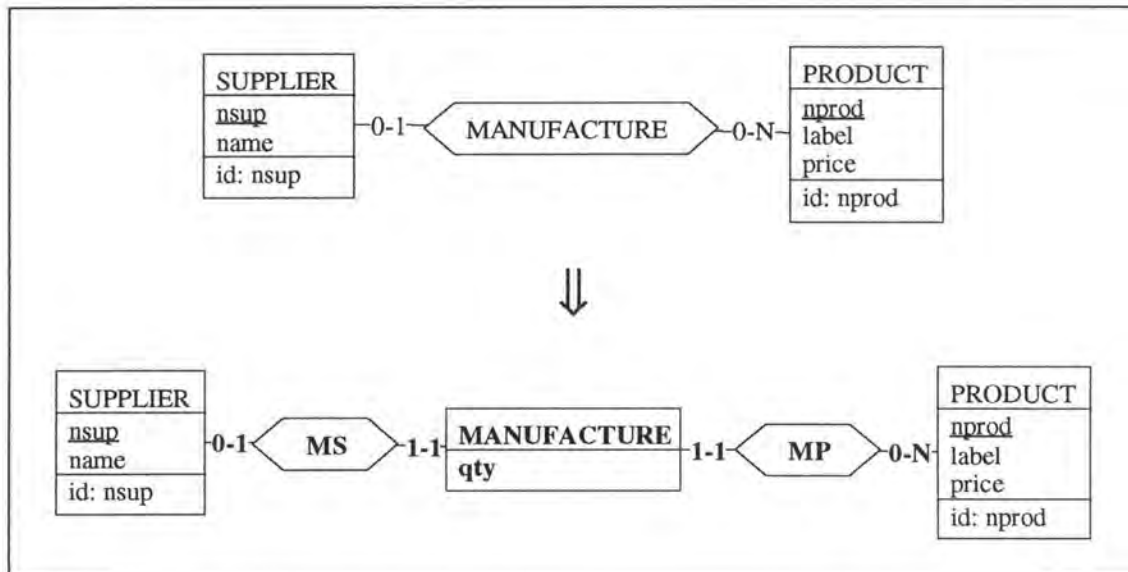 SUPPLIER
nsup
name
id: nsup
0-1
MANUFACTURE
0-N
PRODUCT
nprod
label
price
id: nprod
⇓
SUPPLIER
nsup
name
id: nsup
0-1
MS
1-1
MANUFACTURE
qty
1-1
MP
0-N
PRODUCT
nprod
label
price
id: nprod